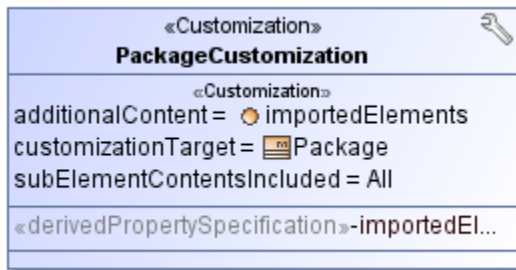 «Customization»
PackageCustomization
«Customization»
additionalContent = importedElements
customizationTarget = Package
subElementContentsIncluded = All
«derivedPropertySpecification»-importedEl...